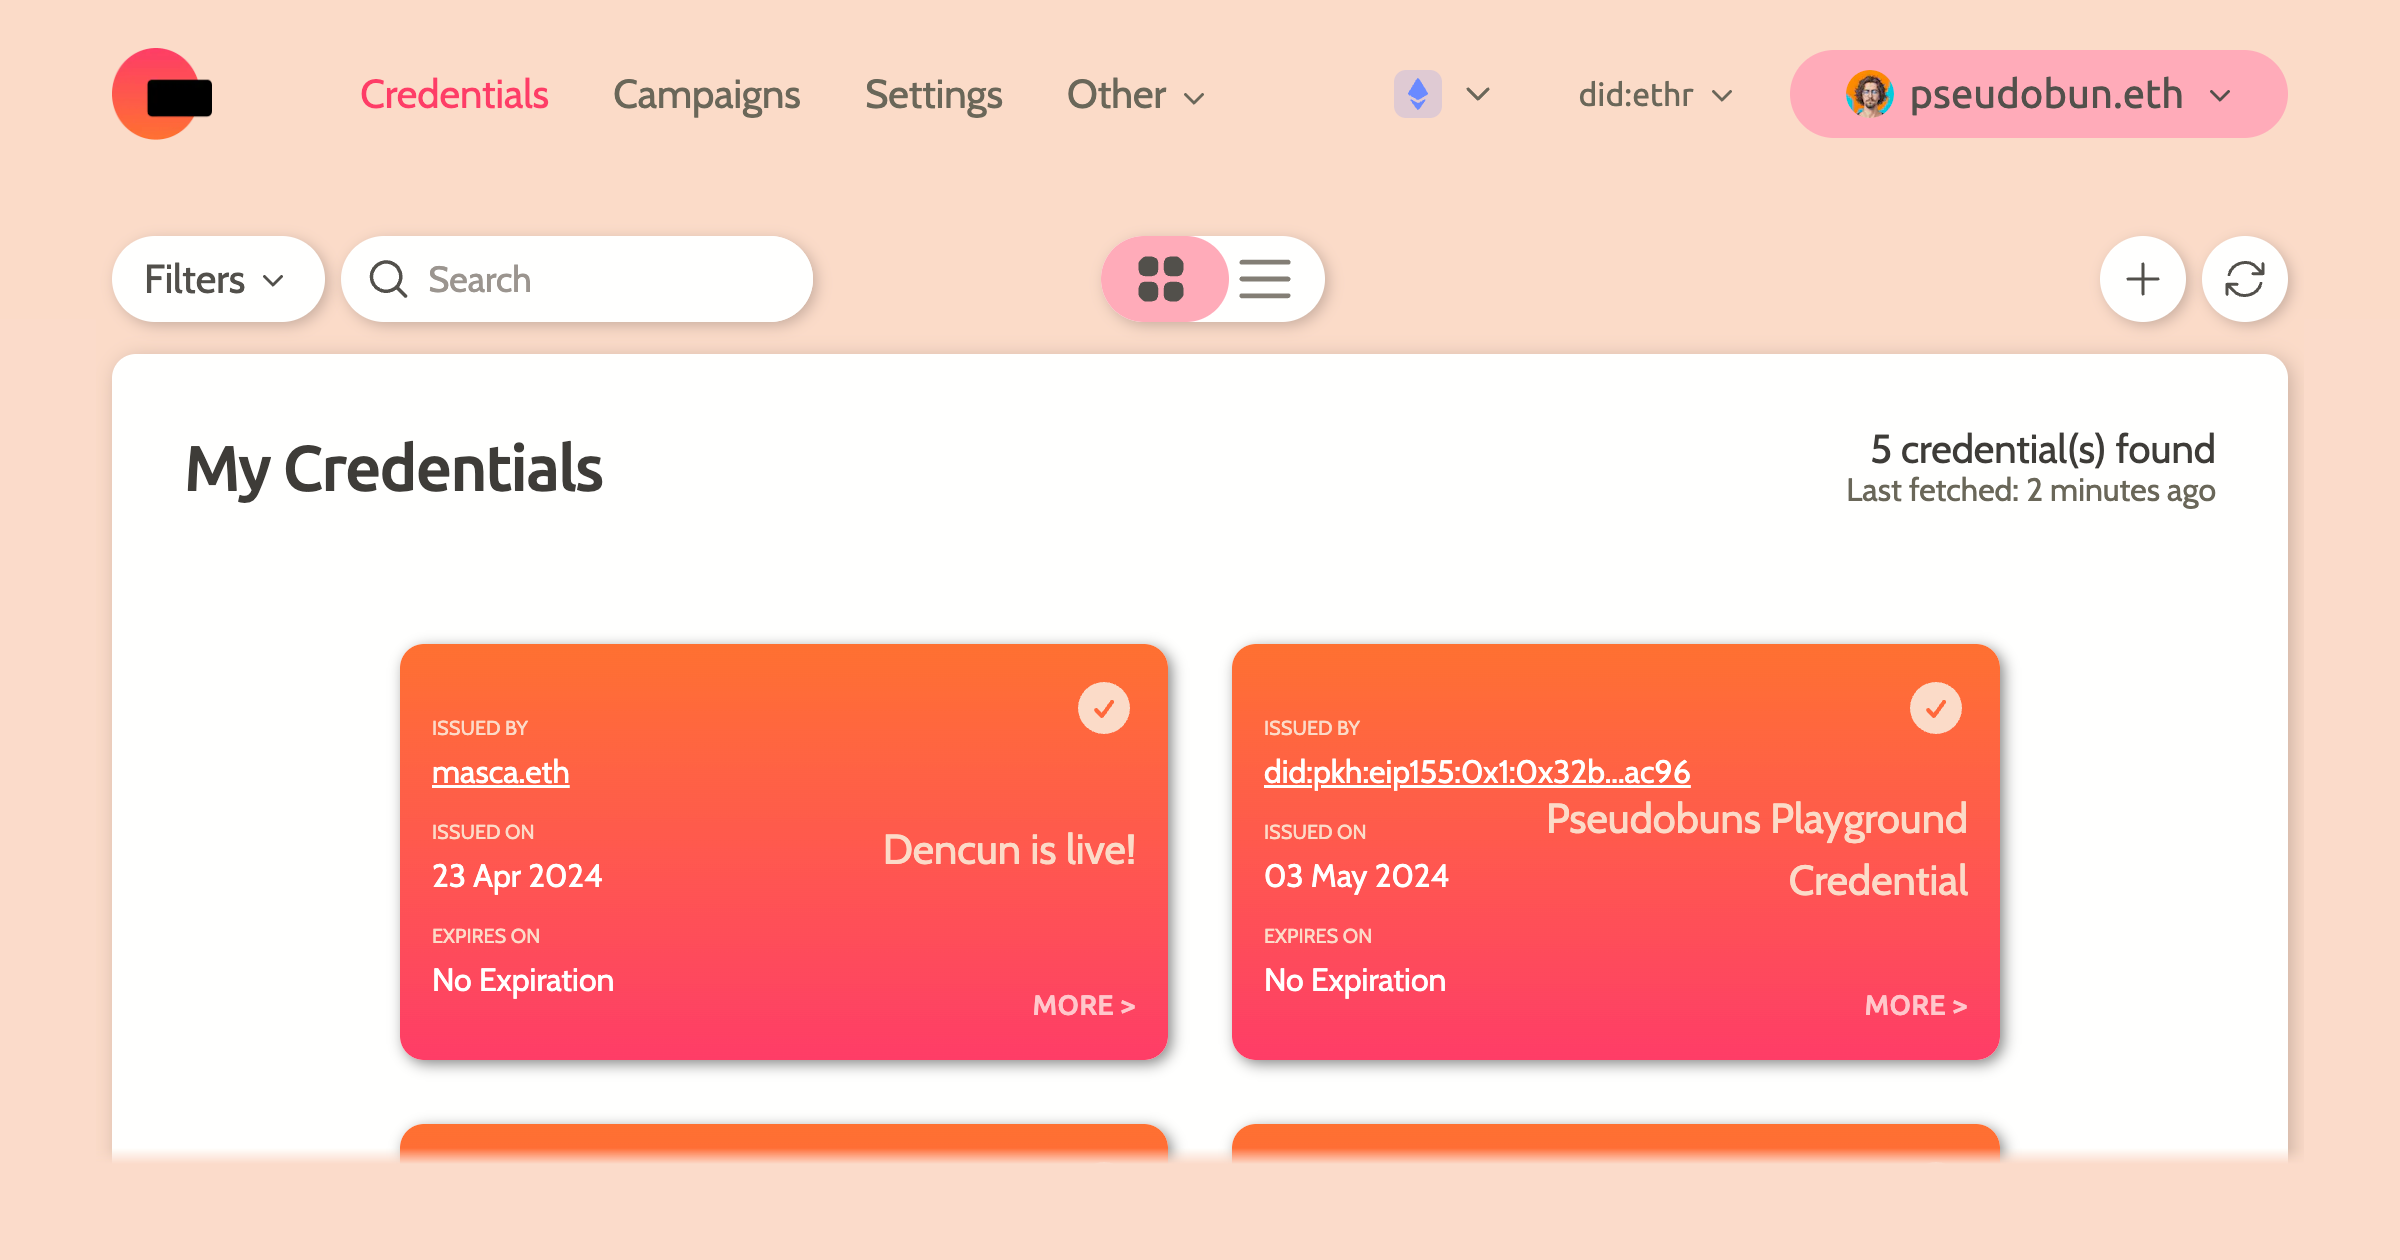 Credentials Campaigns Settings Other did:ethr pseudobun.eth
Filters Search
My Credentials
5 credential(s) found
Last fetched: 2 minutes ago
ISSUED BY
masca.eth
ISSUED ON
23 Apr 2024
Dencun is live!
EXPIRES ON
No Expiration
MORE >
ISSUED BY
did:pkh:eip155:0x1:0x32b...ac96
Pseudobuns Playground
Credential
ISSUED ON
03 May 2024
EXPIRES ON
No Expiration
MORE >